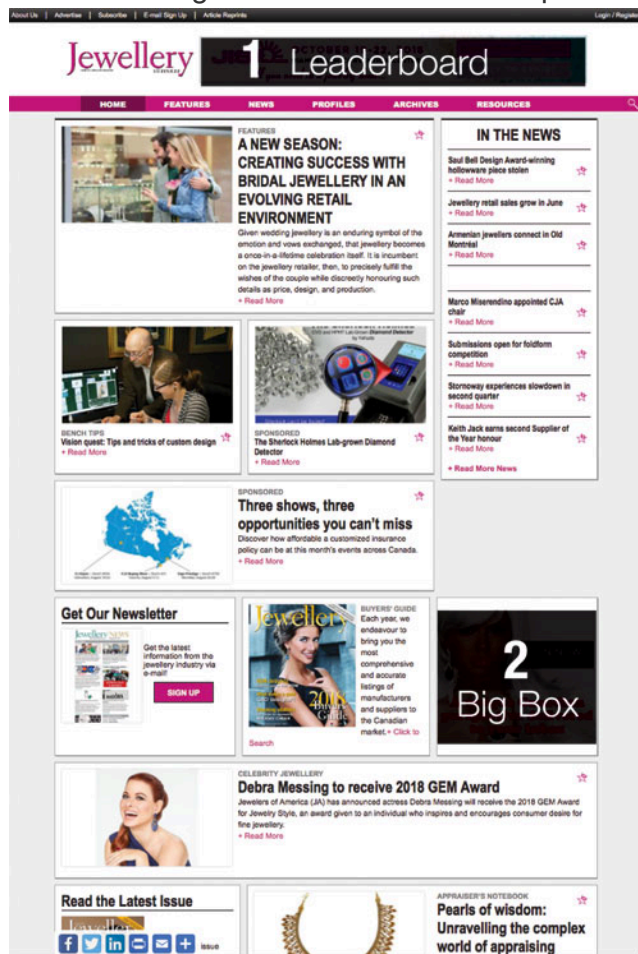 About Us | Advertise | Subscribe | E-mail Sign Up | Article Reprints
Login / Register
Jewellery
1 Leaderboard
HOME FEATURES NEWS PROFILES ARCHIVES RESOURCES
FEATURES
A NEW SEASON:
CREATING SUCCESS WITH
BRIDAL JEWELLERY IN AN
EVOLVING RETAIL
ENVIRONMENT
Given wedding jewellery is an enduring symbol of the
emotion and vows exchanged, that jewellery becomes
a once-in-a-lifetime celebration itself. It is incumbent
on the jewellery retailer, then, to precisely fulfill the
wishes of the couple while discreetly honouring such
details as price, design, and production.
+ Read More
IN THE NEWS
Saul Bell Design Award-winning
hollowware piece stolen
+ Read More
Jewellery retail sales grow in June
+ Read More
Armenian jewellers connect in Old
Montréal
+ Read More
Marco Miserendino appointed CJA
chair
+ Read More
Submissions open for foldform
competition
+ Read More
Stornoway experiences slowdown in
second quarter
+ Read More
Keith Jack earns second Supplier of
the Year honour
+ Read More
+ Read More News
BENCH TIPS
Vision quest: Tips and tricks of custom design
+ Read More
Diamond Detector
by Yehuda
SPONSORED
The Sherlock Holmes Lab-grown Diamond
Detector
+ Read More
SPONSORED
Three shows, three
opportunities you can't miss
Discover how affordable a customized insurance
policy can be at this month's events across Canada.
+ Read More
Get Our Newsletter
Jewellery NEWS
Get the latest
information from the
jewellery industry via
e-mail!
SIGN UP
Jewellery
2018
Buyers'
Guide
BUYERS' GUIDE
Each year, we
endeavour to
bring you the
most
comprehensive
and accurate
listings of
manufacturers
and suppliers to
the Canadian
market.+ Click to
Search
2
Big Box
CELEBRITY JEWELLERY
Debra Messing to receive 2018 GEM Award
Jewelers of America (JA) has announced actress Debra Messing will receive the 2018 GEM Award
for Jewelry Style, an award given to an individual who inspires and encourages consumer desire for
fine jewellery.
+ Read More
Read the Latest Issue
Jewellery
issue
APPRAISER'S NOTEBOOK
Pearls of wisdom:
Unravelling the complex
world of appraising